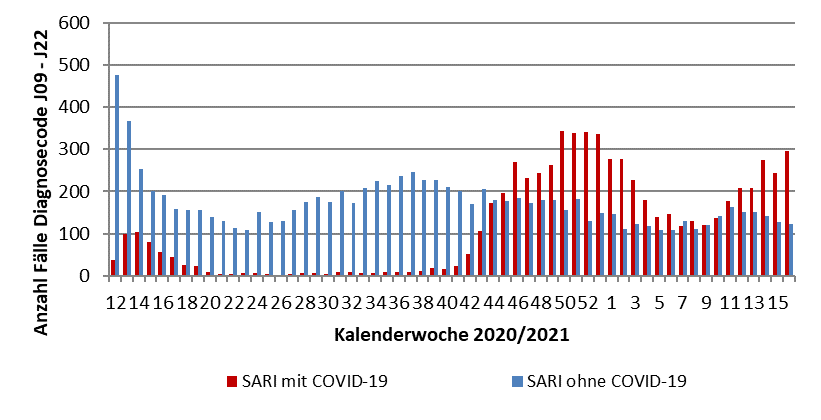 Anzahl Fälle Diagnosecode J09 - J22
600
500
400
300
200
100
0
12 14 16 18 20 22 24 26 28 30 32 34 36 38 40 42 44 46 48 50 52 1 3 5 7 9 11 13 15
Kalenderwoche 2020/2021
SARI mit COVID-19 SARI ohne COVID-19